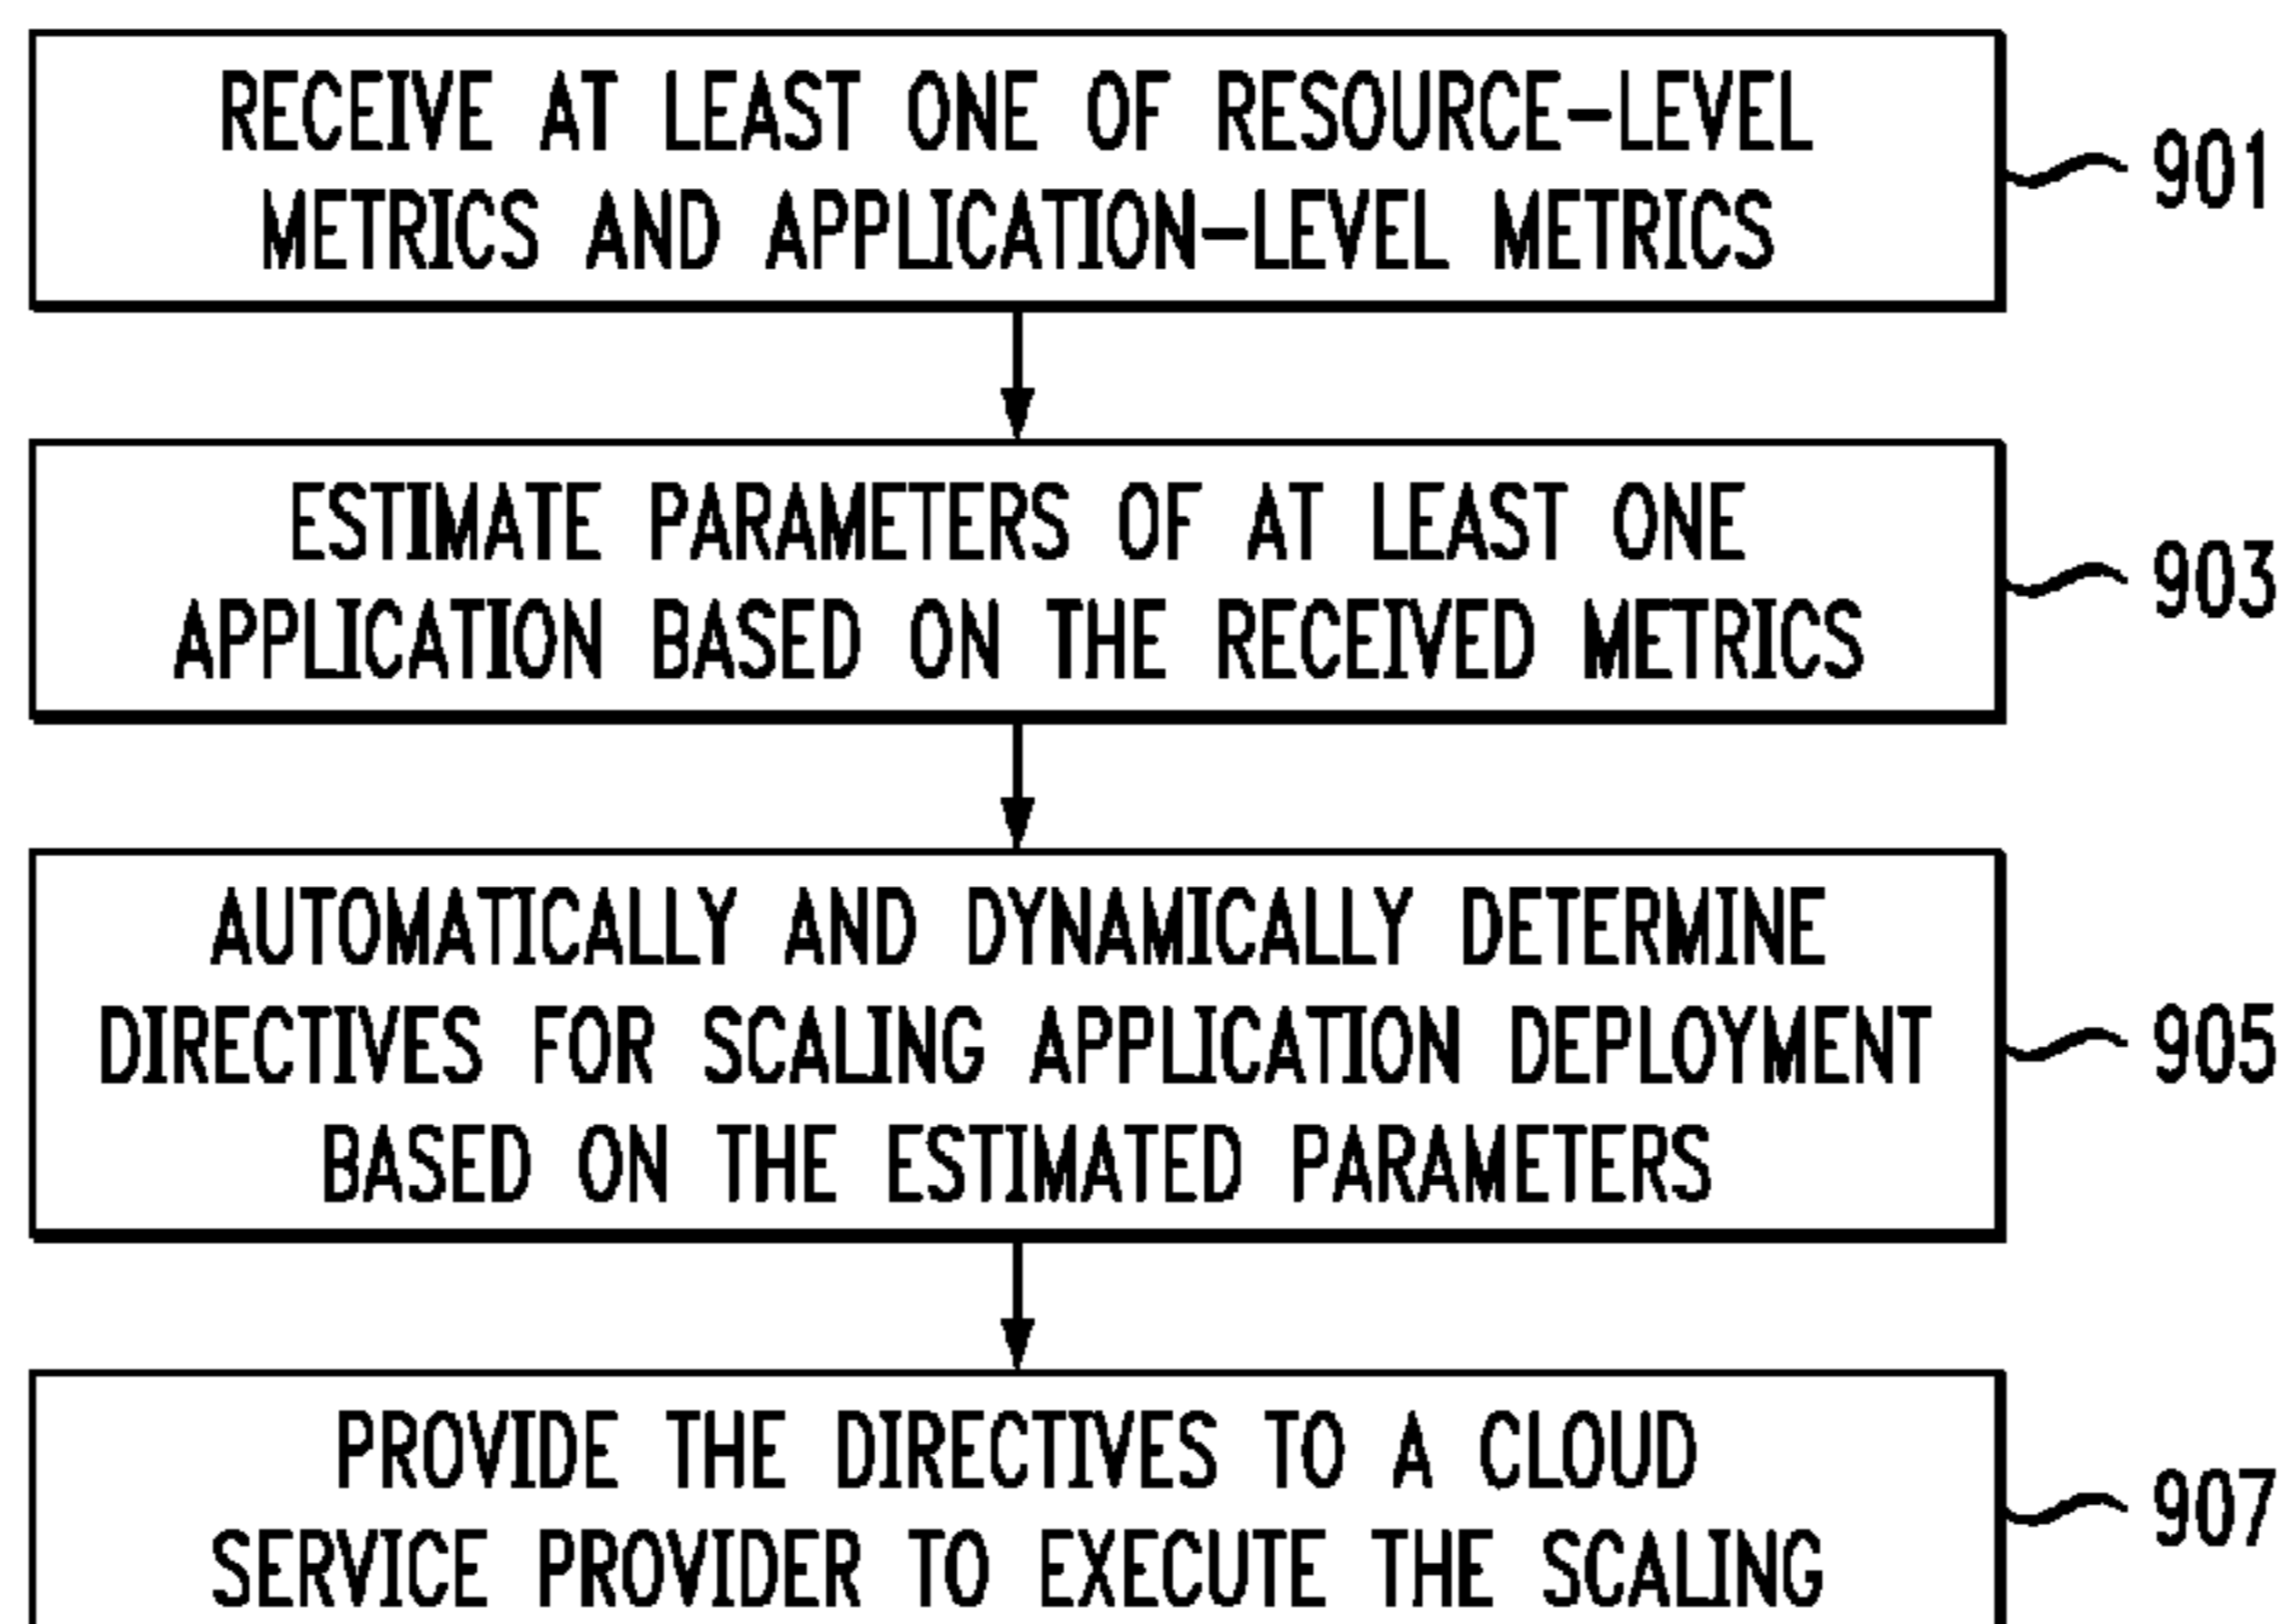 RECEIVE AT LEAST ONE OF RESOURCE-LEVEL
METRICS AND APPLICATION-LEVEL METRICS
901
ESTIMATE PARAMETERS OF AT LEAST ONE
APPLICATION BASED ON THE RECEIVED METRICS
903
AUTOMATICALLY AND DYNAMICALLY DETERMINE
DIRECTIVES FOR SCALING APPLICATION DEPLOYMENT
BASED ON THE ESTIMATED PARAMETERS
905
PROVIDE THE DIRECTIVES TO A CLOUD
SERVICE PROVIDER TO EXECUTE THE SCALING
907